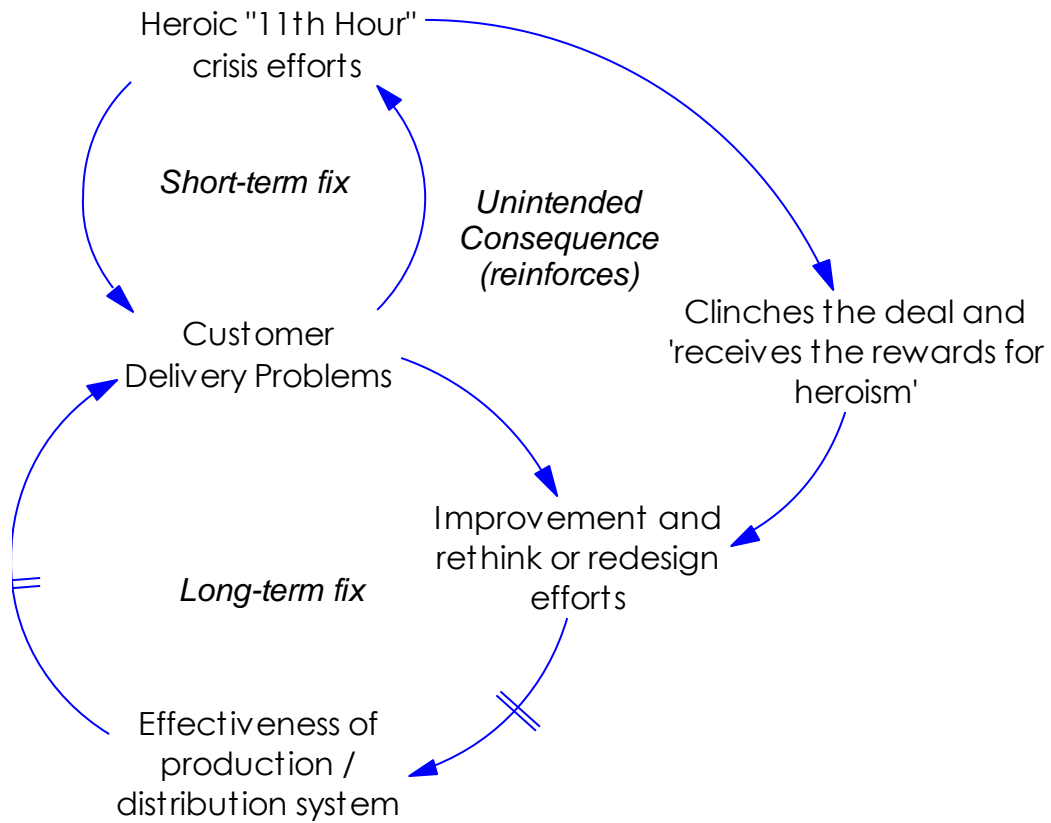 Heroic "11th Hour"
crisis efforts
Short-term fix
Unintended
Consequence
(reinforces)
Customer
Delivery Problems
Clinches the deal and
'receives the rewards for
heroism'
Improvement and
rethink or redesign
efforts
Long-term fix
Effectiveness of
production /
distribution system